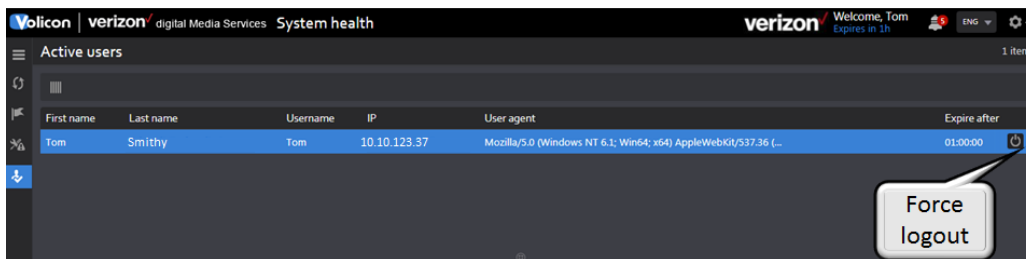 Volicon | verizon✓ digital Media Services System health verizon✓ Welcome, Tom 5 ENG
Expires in 1h
Active users 1 item
First name Last name Username IP User agent Expire after
Tom Smithy Tom 10.10.123.37 Mozilla/5.0 (Windows NT 6.1; Win64; x64) AppleWebKit/537.36 (... 01:00:00
Force
logout